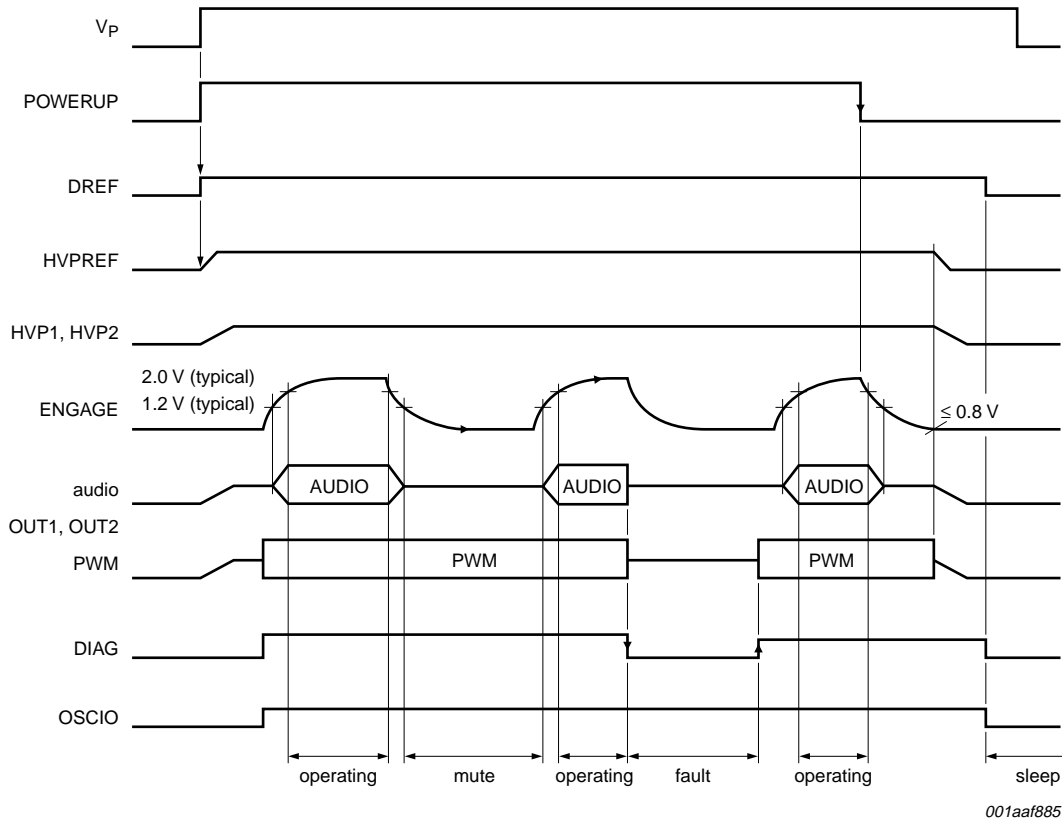 VP
POWERUP
DREF
HVPREF
HVP1, HVP2
2.0 V (typical)
1.2 V (typical)
ENGAGE
≤ 0.8 V
audio
AUDIO AUDIO AUDIO
OUT1, OUT2
PWM
PWM PWM
DIAG
OSCIO
operating mute operating fault operating sleep
001aaf885